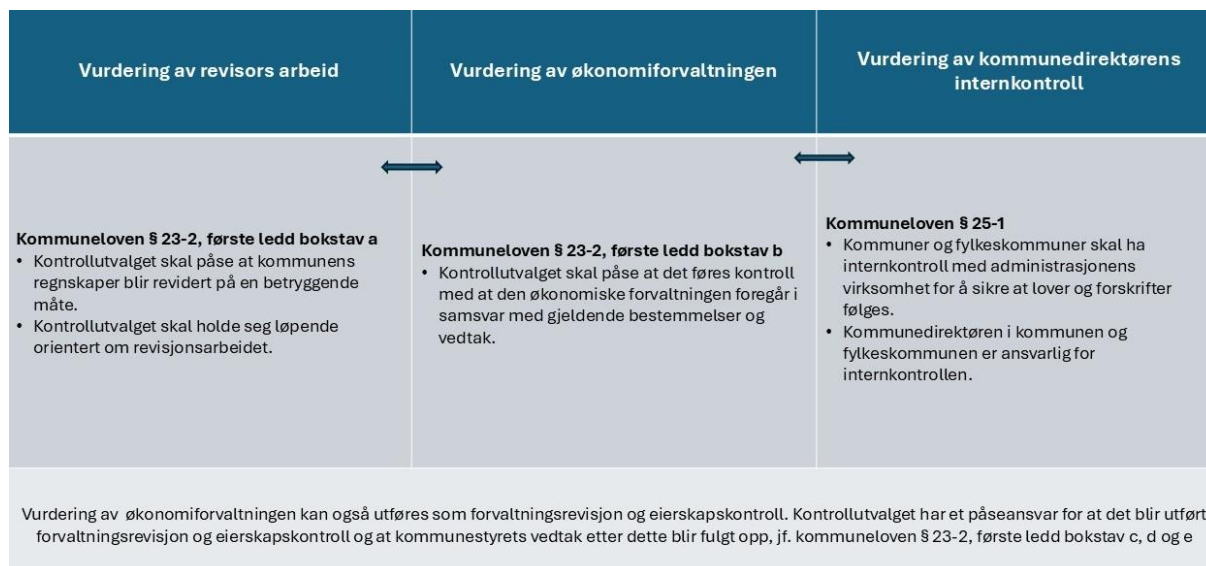 Vurdering av revisors arbeid
Vurdering av økonomiforvaltningen
Vurdering av kommunedirektørens
internkontroll
Kommuneloven § 23-2, første ledd bokstav a
• Kontrollutvalget skal påse at kommunens
regnskaper blir revidert på en betryggende
måte.
• Kontrollutvalget skal holde seg løpende
orientert om revisjonsarbeidet.
Kommuneloven § 23-2, første ledd bokstav b
• Kontrollutvalget skal påse at det føres kontroll
med at den økonomiske forvaltningen foregår i
samsvar med gjeldende bestemmelser og
vedtak.
Kommuneloven § 25-1
• Kommuner og fylkeskommuner skal ha
internkontroll med administrasjonens
virksomhet for å sikre at lover og forskrifter
følges.
• Kommunedirektøren i kommunen og
fylkeskommunen er ansvarlig for
internkontrollen.
Vurdering av økonomiforvaltningen kan også utføres som forvaltningsrevisjon og eierskapskontroll. Kontrollutvalget har et påseansvar for at det blir utført
forvaltningsrevisjon og eierskapskontroll og at kommunestyrets vedtak etter dette blir fulgt opp, jf. kommuneloven § 23-2, første ledd bokstav c, d og e